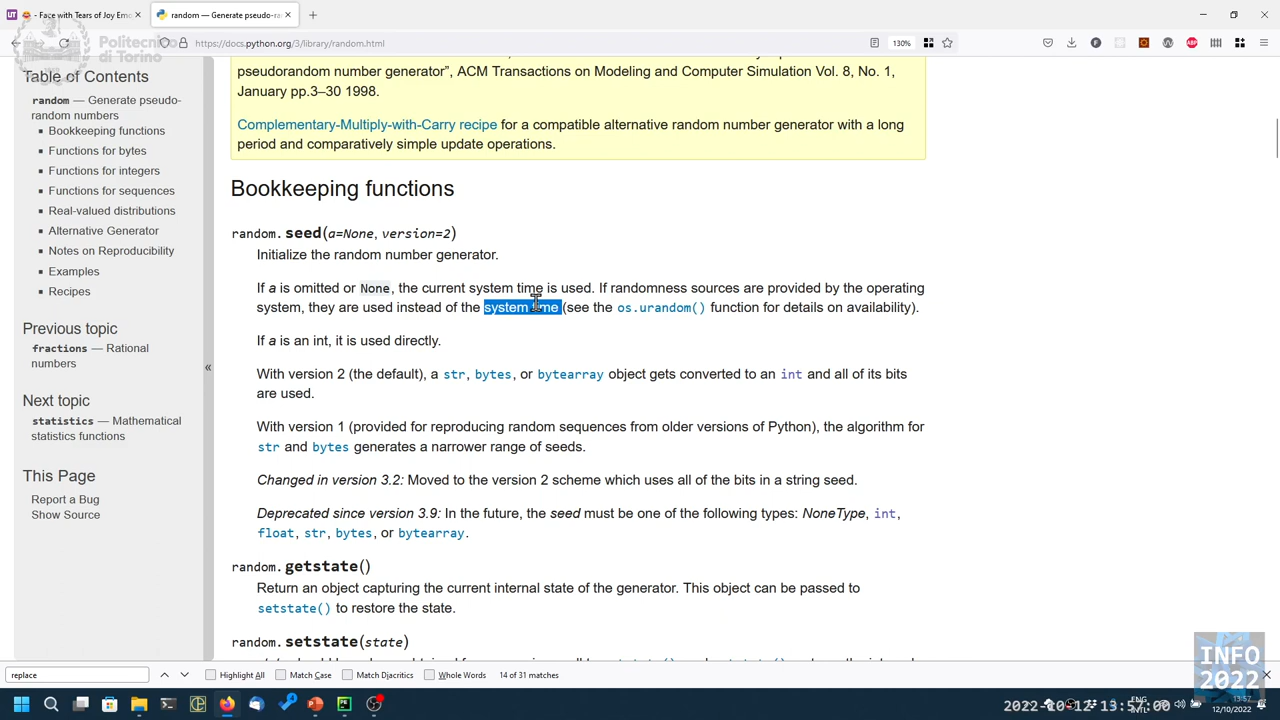 - Face with Tears of Joy Emo
random — Generate pseudo-ra
Politecnico
di Torino
https://docs.python.org/3/library/random.html
130%
Table of Contents
random — Generate pseudo-
random numbers
Bookkeeping functions
Functions for bytes
Functions for integers
Functions for sequences
Real-valued distributions
Alternative Generator
Notes on Reproducibility
Examples
Recipes
Previous topic
fractions — Rational
numbers
Next topic
statistics — Mathematical
statistics functions
This Page
Report a Bug
Show Source
«
pseudorandom number generator”, ACM Transactions on Modeling and Computer Simulation Vol. 8, No. 1,
January pp.3–30 1998.
Complementary-Multiply-with-Carry recipe for a compatible alternative random number generator with a long
period and comparatively simple update operations.
Bookkeeping functions
random.seed(a=None, version=2)
Initialize the random number generator.
If a is omitted or None, the current system time is used. If randomness sources are provided by the operating
system, they are used instead of the system time (see the os.urandom() function for details on availability).
If a is an int, it is used directly.
With version 2 (the default), a str, bytes, or bytearray object gets converted to an int and all of its bits
are used.
With version 1 (provided for reproducing random sequences from older versions of Python), the algorithm for
str and bytes generates a narrower range of seeds.
Changed in version 3.2: Moved to the version 2 scheme which uses all of the bits in a string seed.
Deprecated since version 3.9: In the future, the seed must be one of the following types: NoneType, int,
float, str, bytes, or bytearray.
random.getstate()
Return an object capturing the current internal state of the generator. This object can be passed to
setstate() to restore the state.
random.setstate(state)
INFO
2022
replace
Highlight All
Match Case
Match Diacritics
Whole Words
14 of 31 matches
ENG
INTL
13:57
12/10/2022
2022-10-12 13:57:00